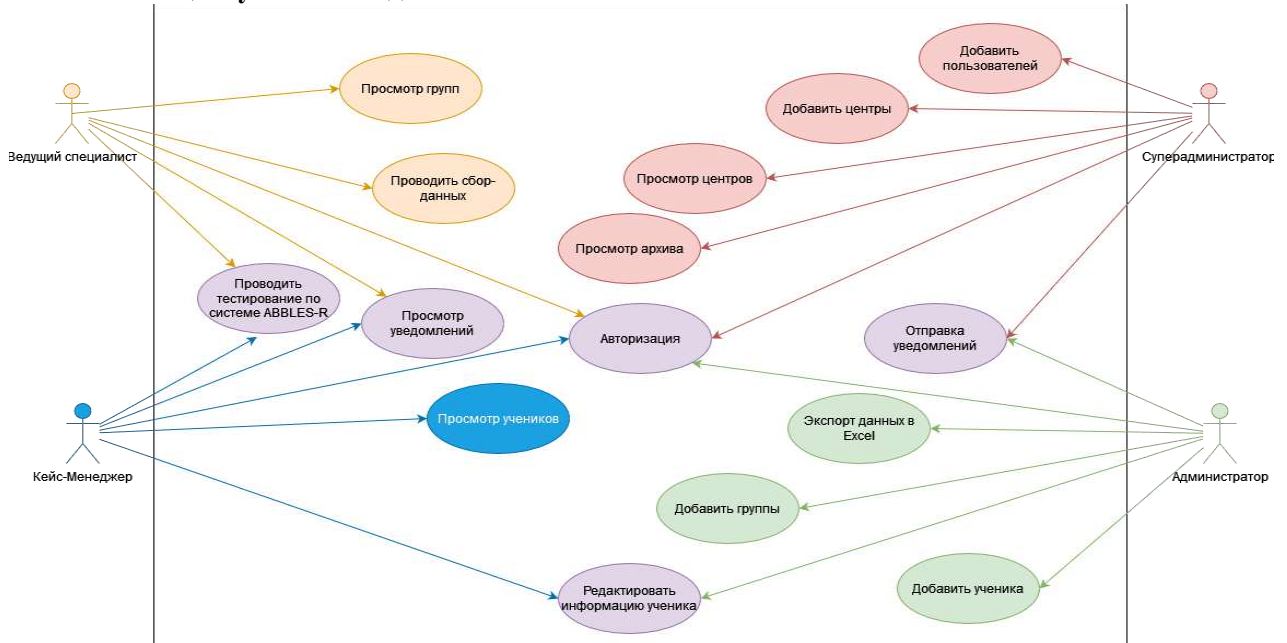 Добавить
пользователей
Просмотр групп
Добавить центры
Ведущий специалист
Суперадминистратор
Проводить сбор-
данных
Просмотр центров
Просмотр архива
Проводить
тестирование по
системе ABBLES-R
Просмотр
уведомлений
Авторизация
Отправка
уведомлений
Просмотр учеников
Экспорт данных в
Excel
Кейс-Менеджер
Администратор
Добавить группы
Редактировать
информацию ученика
Добавить ученика